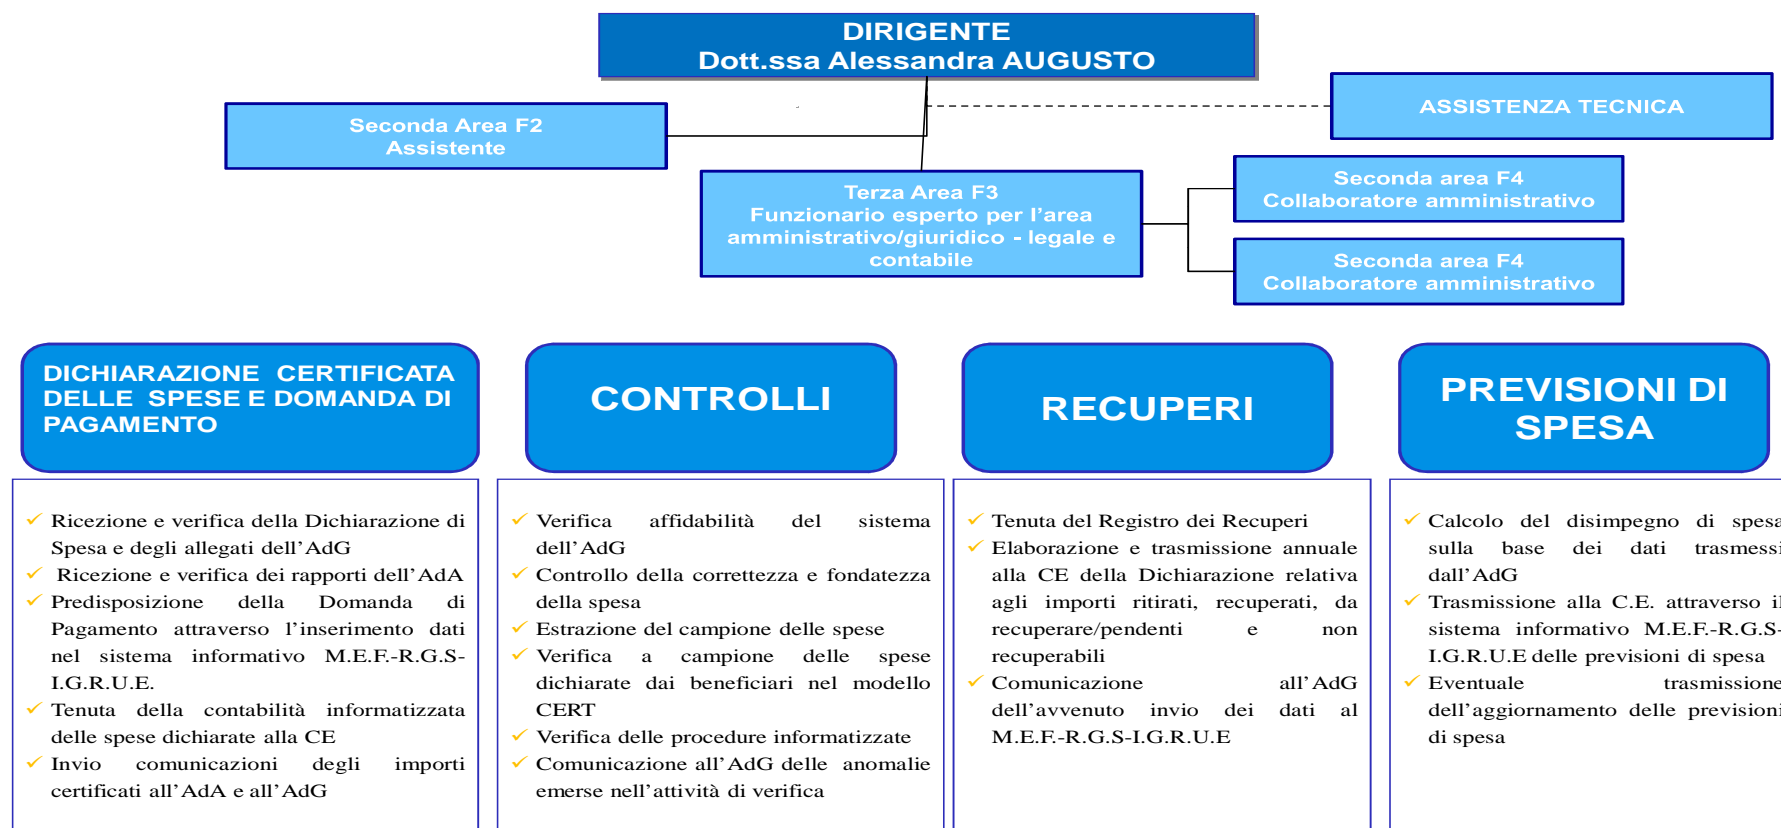 DIRIGENTE
Dott.ssa Alessandra AUGUSTO
Seconda Area F2
Assistente
ASSISTENZA TECNICA
Terza Area F3
Funzionario esperto per l’area
amministrativo/giuridico - legale e
contabile
Seconda area F4
Collaboratore amministrativo
Seconda area F4
Collaboratore amministrativo
DICHIARAZIONE CERTIFICATA
DELLE SPESE E DOMANDA DI
PAGAMENTO
✓ Ricezione e verifica della Dichiarazione di
Spesa e degli allegati dell’AdG
✓ Ricezione e verifica dei rapporti dell’AdA
✓ Predisposizione della Domanda di
Pagamento attraverso l’inserimento dati
nel sistema informativo M.E.F.-R.G.S-
I.G.R.U.E.
✓ Tenuta della contabilità informatizzata
delle spese dichiarate alla CE
✓ Invio comunicazioni degli importi
certificati all’AdA e all’AdG
CONTROLLI
✓ Verifica affidabilità del sistema
dell’AdG
✓ Controllo della correttezza e fondatezza
della spesa
✓ Estrazione del campione delle spese
✓ Verifica a campione delle spese
dichiarate dai beneficiari nel modello
CERT
✓ Verifica delle procedure informatizzate
✓ Comunicazione all’AdG delle anomalie
emerse nell’attività di verifica
RECUPERI
✓ Tenuta del Registro dei Recuperi
✓ Elaborazione e trasmissione annuale
alla CE della Dichiarazione relativa
agli importi ritirati, recuperati, da
recuperare/pendenti e non
recuperabili
✓ Comunicazione all’AdG
dell’avvenuto invio dei dati al
M.E.F.-R.G.S-I.G.R.U.E
PREVISIONI DI
SPESA
✓ Calcolo del disimpegno di spesa
sulla base dei dati trasmessi
dall’AdG
✓ Trasmissione alla C.E. attraverso il
sistema informativo M.E.F.-R.G.S-
I.G.R.U.E delle previsioni di spesa
✓ Eventuale trasmissione
dell’aggiornamento delle previsioni
di spesa